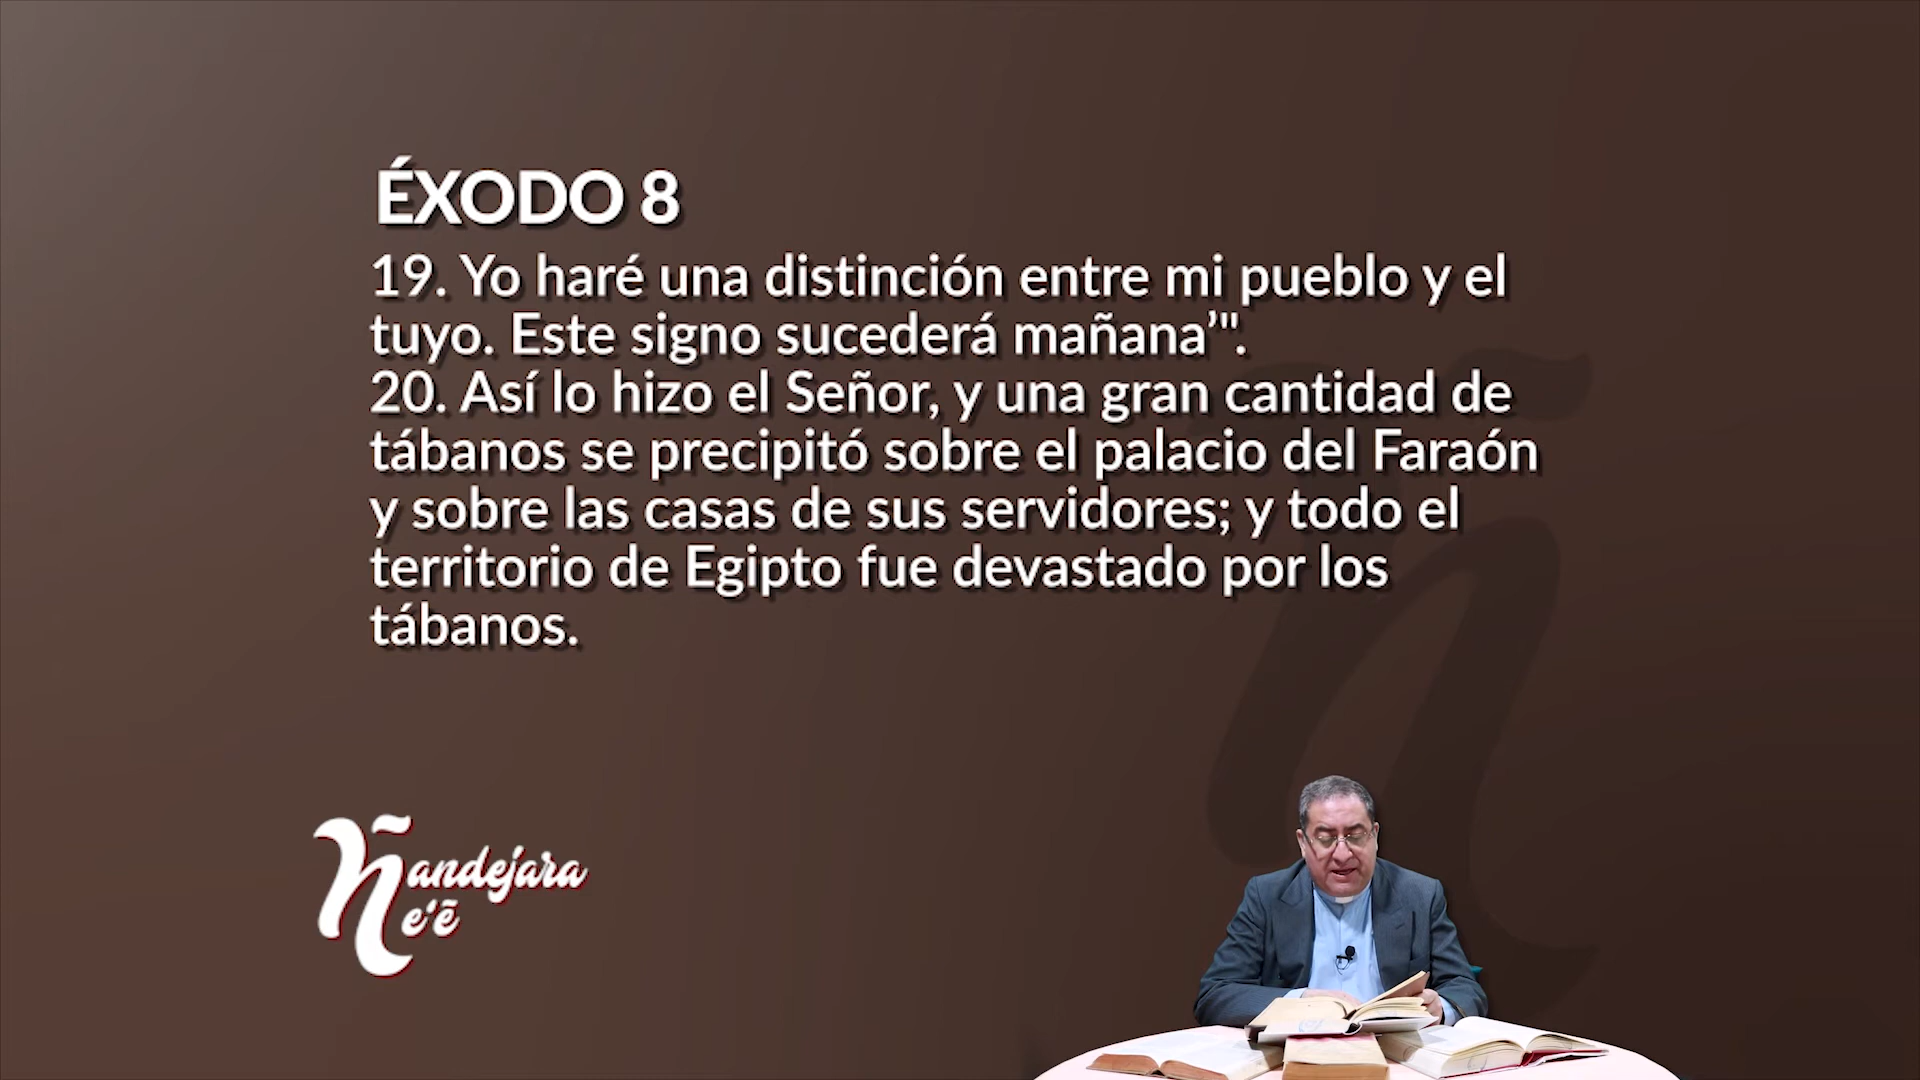 ÉXODO 8
19. Yo haré una distinción entre mi pueblo y el
tuyo. Este signo sucederá mañana’".
20. Así lo hizo el Señor, y una gran cantidad de
tábanos se precipitó sobre el palacio del Faraón
y sobre las casas de sus servidores; y todo el
territorio de Egipto fue devastado por los
tábanos.
Ñandejara
Ñe‘ẽ